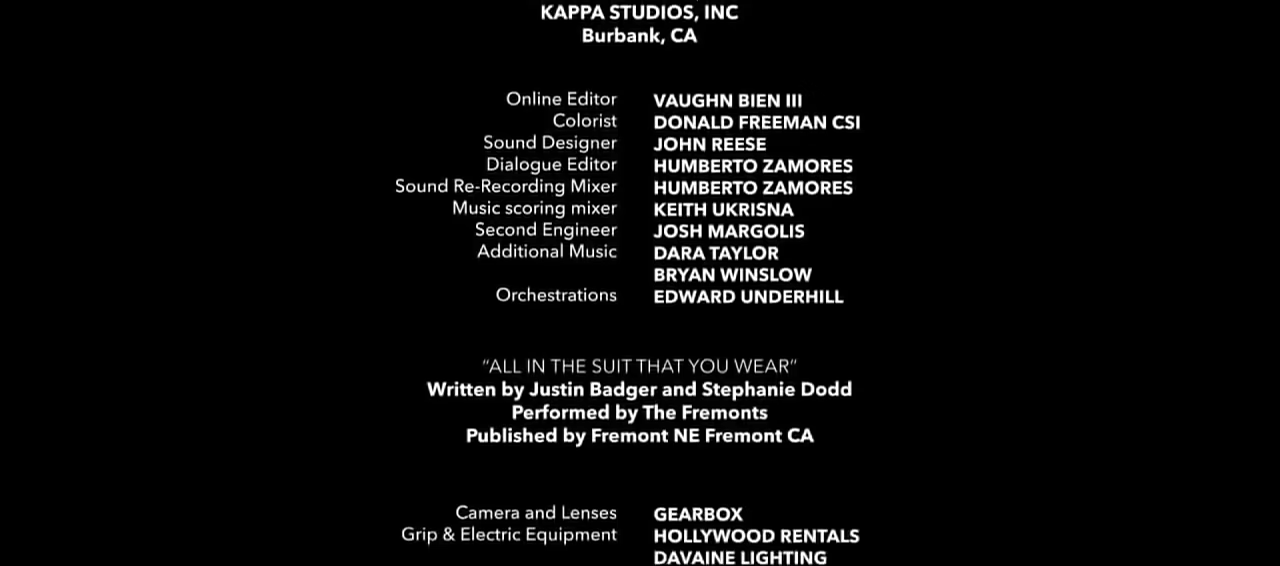 KAPPA STUDIOS, INC
Burbank, CA
Online Editor VAUGHN BIEN III
Colorist DONALD FREEMAN CSI
Sound Designer JOHN REESE
Dialogue Editor HUMBERTO ZAMORES
Sound Re-Recording Mixer HUMBERTO ZAMORES
Music scoring mixer KEITH UKRISNA
Second Engineer JOSH MARGOLIS
Additional Music DARA TAYLOR
BRYAN WINSLOW
Orchestrations EDWARD UNDERHILL
“ALL IN THE SUIT THAT YOU WEAR”
Written by Justin Badger and Stephanie Dodd
Performed by The Fremonts
Published by Fremont NE Fremont CA
Camera and Lenses GEARBOX
Grip & Electric Equipment HOLLYWOOD RENTALS
DAVAINE LIGHTING